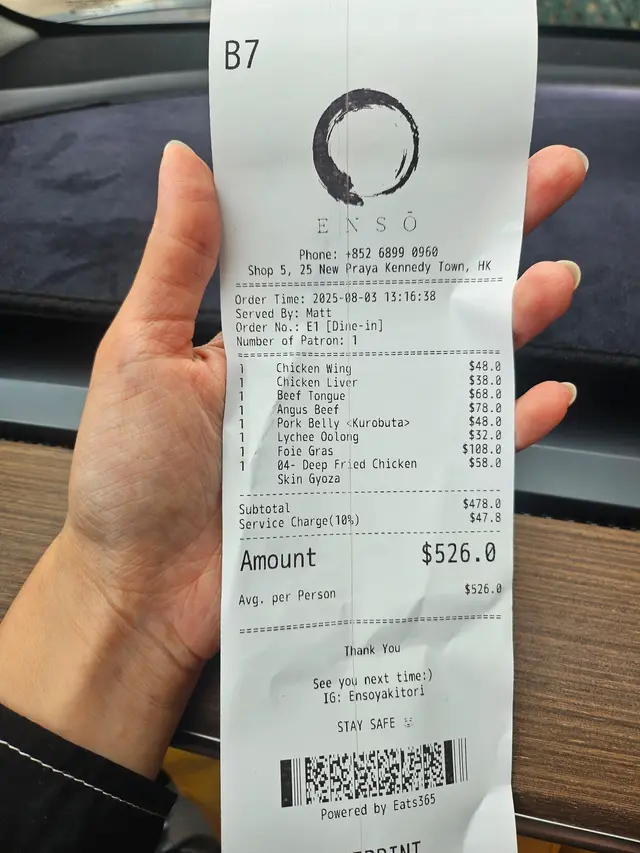 B7
ENSŌ
Phone: +852 6899 0960
Shop 5, 25 New Praya Kennedy Town, HK
Order Time: 2025-08-03 13:16:38
Served By: Matt
Order No.: E1 [Dine-in]
Number of Patron: 1
1 Chicken Wing $48.0
1 Chicken Liver $38.0
1 Beef Tongue $68.0
1 Angus Beef $78.0
1 Pork Belly <Kurobuta> $48.0
1 Lychee Oolong $32.0
1 Foie Gras $108.0
1 04- Deep Fried Chicken $58.0
Skin Gyoza
Subtotal $478.0
Service Charge(10%) $47.8
Amount $526.0
Avg. per Person $526.0
Thank You
See you next time:)
IG: Ensoyakitori
STAY SAFE
Powered by Eats365